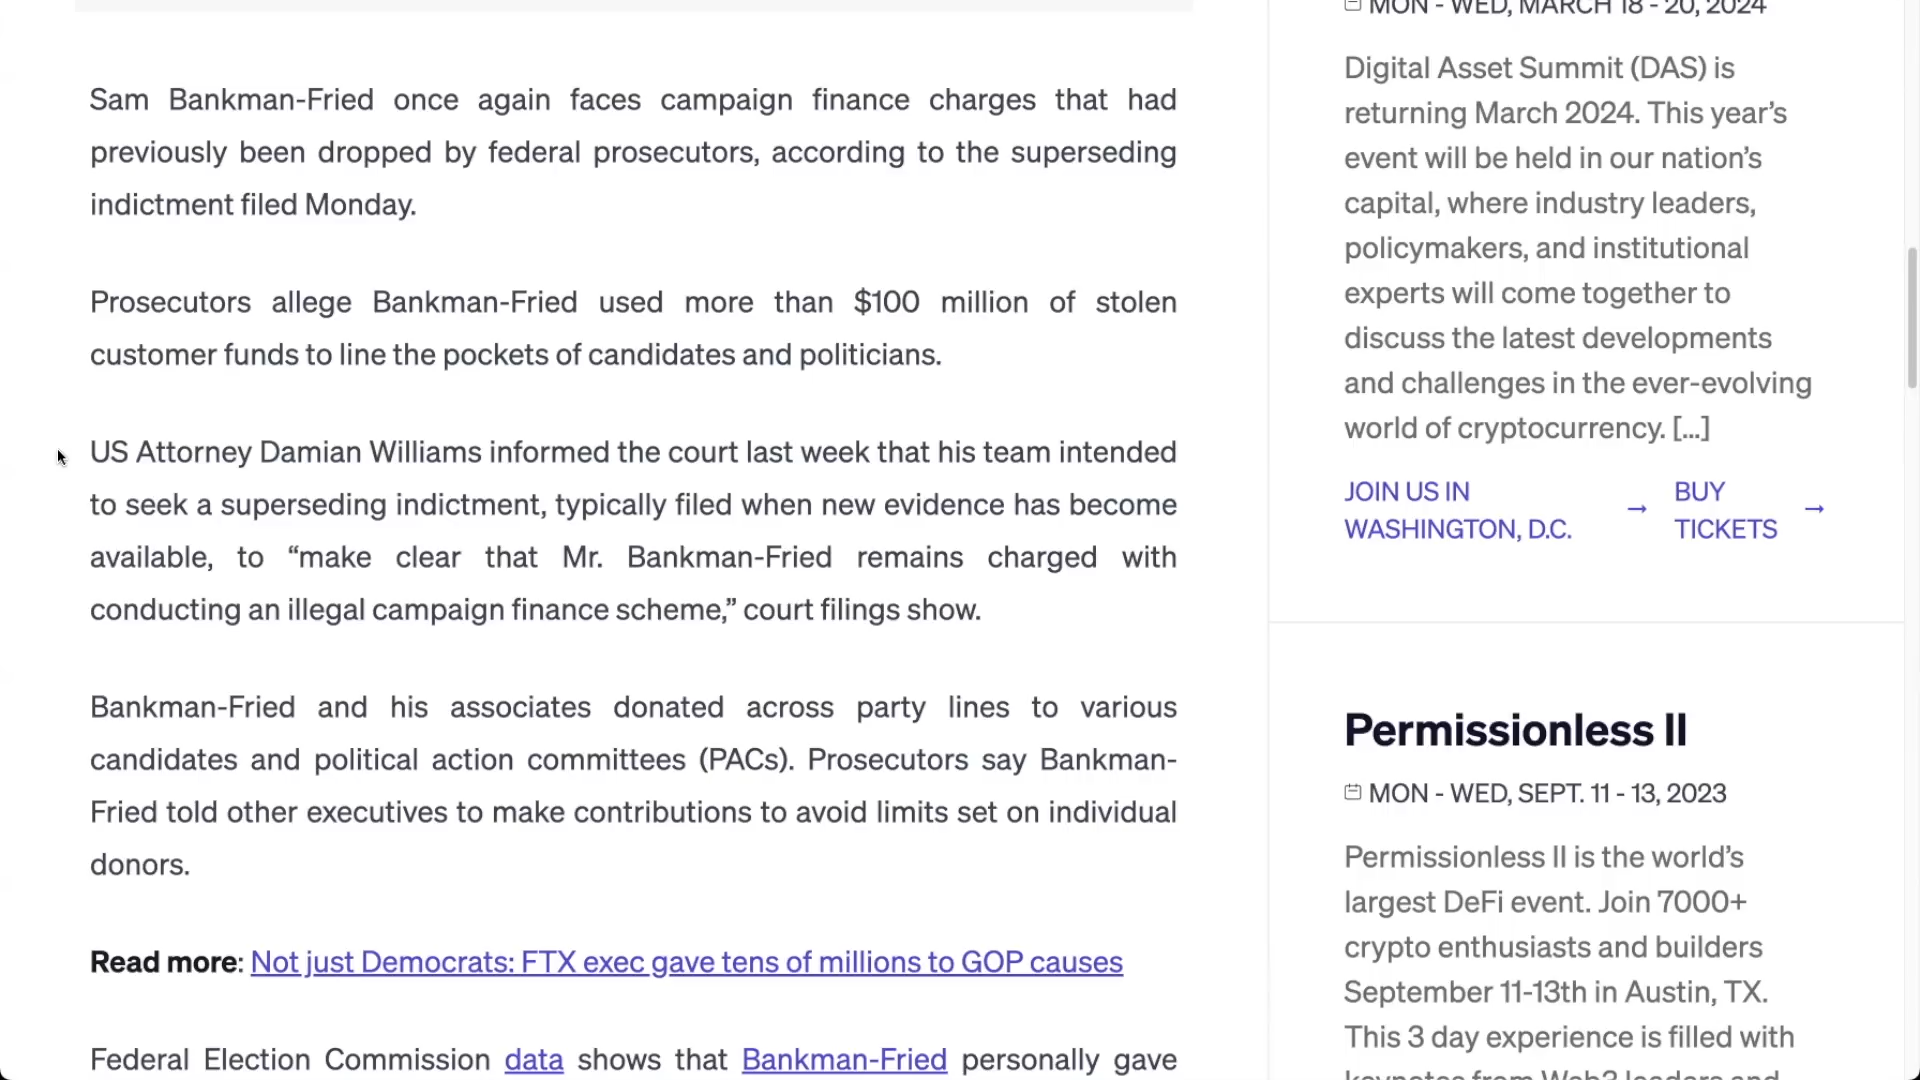 Sam Bankman-Fried once again faces campaign finance charges that had
previously been dropped by federal prosecutors, according to the superseding
indictment filed Monday.
Prosecutors allege Bankman-Fried used more than $100 million of stolen
customer funds to line the pockets of candidates and politicians.
US Attorney Damian Williams informed the court last week that his team intended
to seek a superseding indictment, typically filed when new evidence has become
available, to “make clear that Mr. Bankman-Fried remains charged with
conducting an illegal campaign finance scheme,” court filings show.
Bankman-Fried and his associates donated across party lines to various
candidates and political action committees (PACs). Prosecutors say Bankman-
Fried told other executives to make contributions to avoid limits set on individual
donors.
Read more: Not just Democrats: FTX exec gave tens of millions to GOP causes
Federal Election Commission data shows that Bankman-Fried personally gave
MON - WED, MARCH 18 - 20, 2024
Digital Asset Summit (DAS) is
returning March 2024. This year’s
event will be held in our nation’s
capital, where industry leaders,
policymakers, and institutional
experts will come together to
discuss the latest developments
and challenges in the ever-evolving
world of cryptocurrency. [...]
JOIN US IN
WASHINGTON, D.C. →
BUY
TICKETS →
Permissionless II
MON - WED, SEPT. 11 - 13, 2023
Permissionless II is the world’s
largest DeFi event. Join 7000+
crypto enthusiasts and builders
September 11-13th in Austin, TX.
This 3 day experience is filled with
keynotes from Web3 leaders and